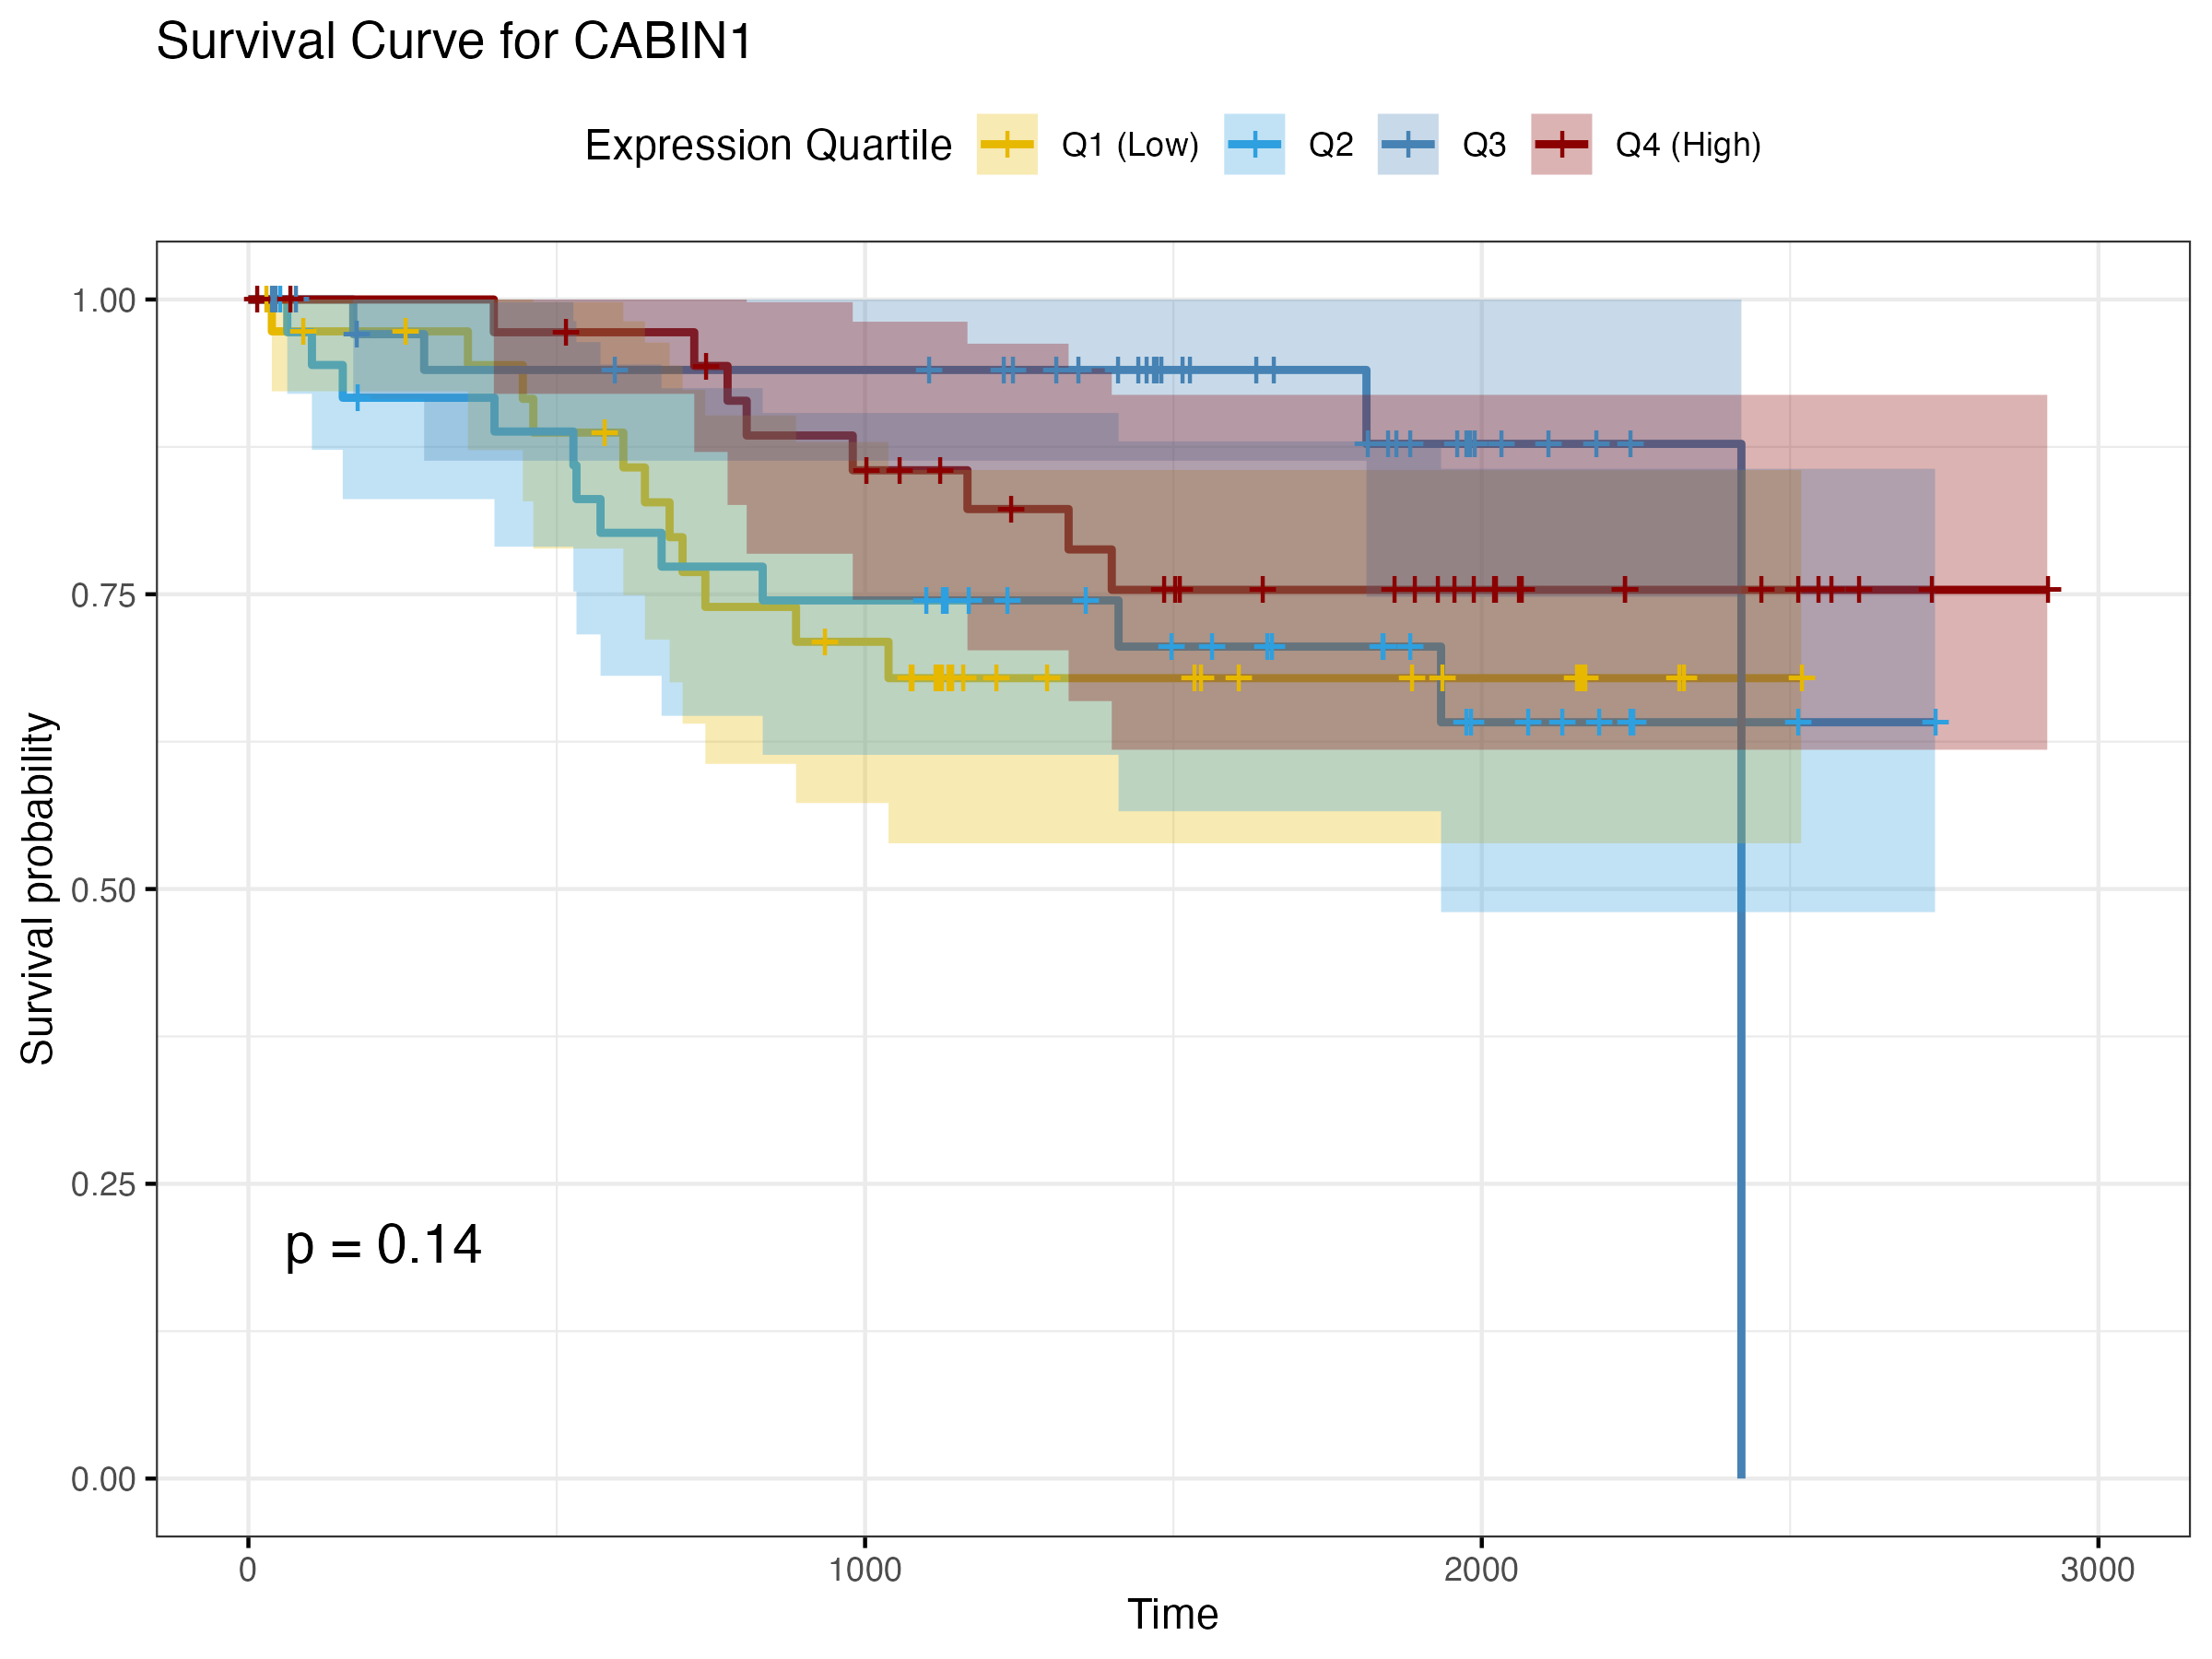 Survival Curve for CABIN1
Expression Quartile Q1 (Low) Q2 Q3 Q4 (High)
Survival probability
1.00
0.75
0.50
0.25
0.00
p = 0.14
0 1000 2000 3000
Time